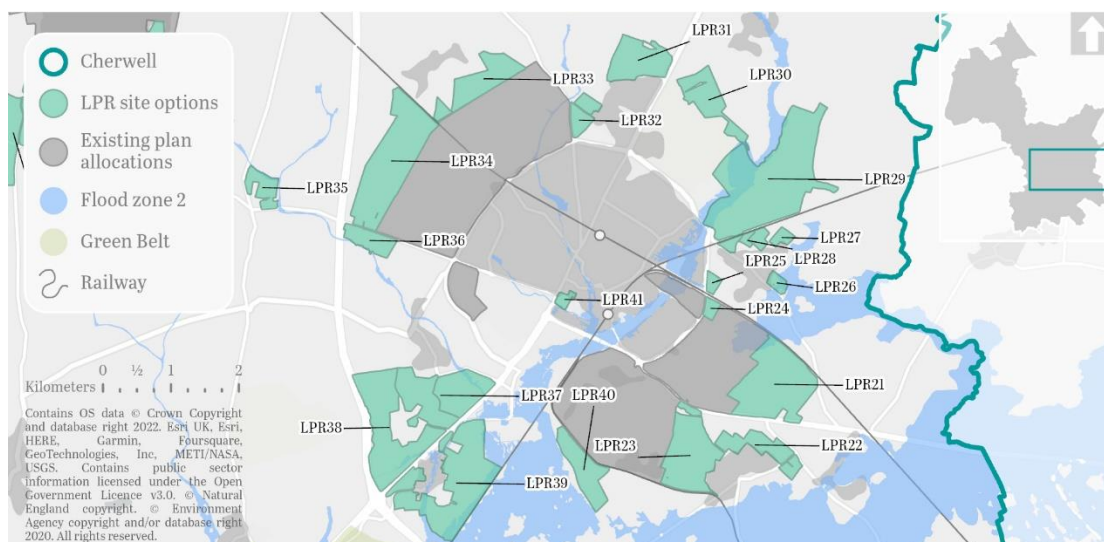 Cherwell
LPR site options
Existing plan
allocations
Flood zone 2
Green Belt
Railway
0 ½ 1 2
Kilometers
Contains OS data © Crown Copyright
and database right 2022. Esri UK, Esri,
HERE, Garmin, Foursquare,
GeoTechnologies, Inc, METI/NASA,
USGS. Contains public sector
information licensed under the Open
Government Licence v3.0. © Natural
England copyright. © Environment
Agency copyright and/or database right
2020. All rights reserved.
LPR31
LPR30
LPR33
LPR32
LPR34
LPR29
LPR35
LPR36
LPR27
LPR28
LPR25
LPR26
LPR41
LPR24
LPR21
LPR37
LPR40
LPR38
LPR23
LPR22
LPR39